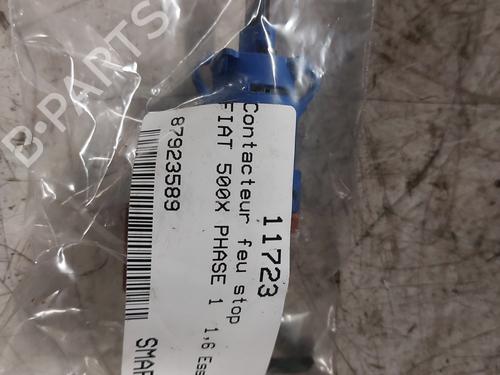 11723
Contacteur feu stop
FIAT 500X PHASE 1 1,6 Ess
87923589
SMAR
B-PARTS